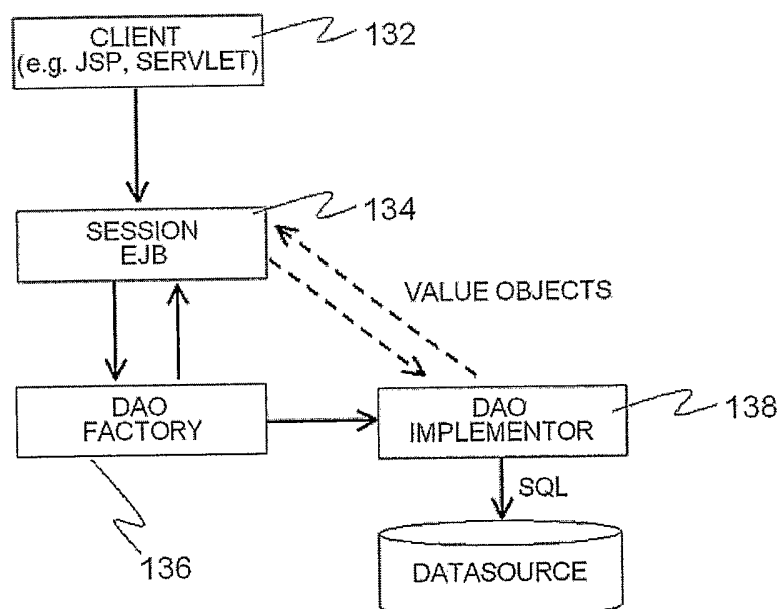 CLIENT
(e.g. JSP, SERVLET)
132
SESSION
EJB
134
VALUE OBJECTS
DAO
FACTORY
136
DAO
IMPLEMENTOR
138
SQL
DATASOURCE